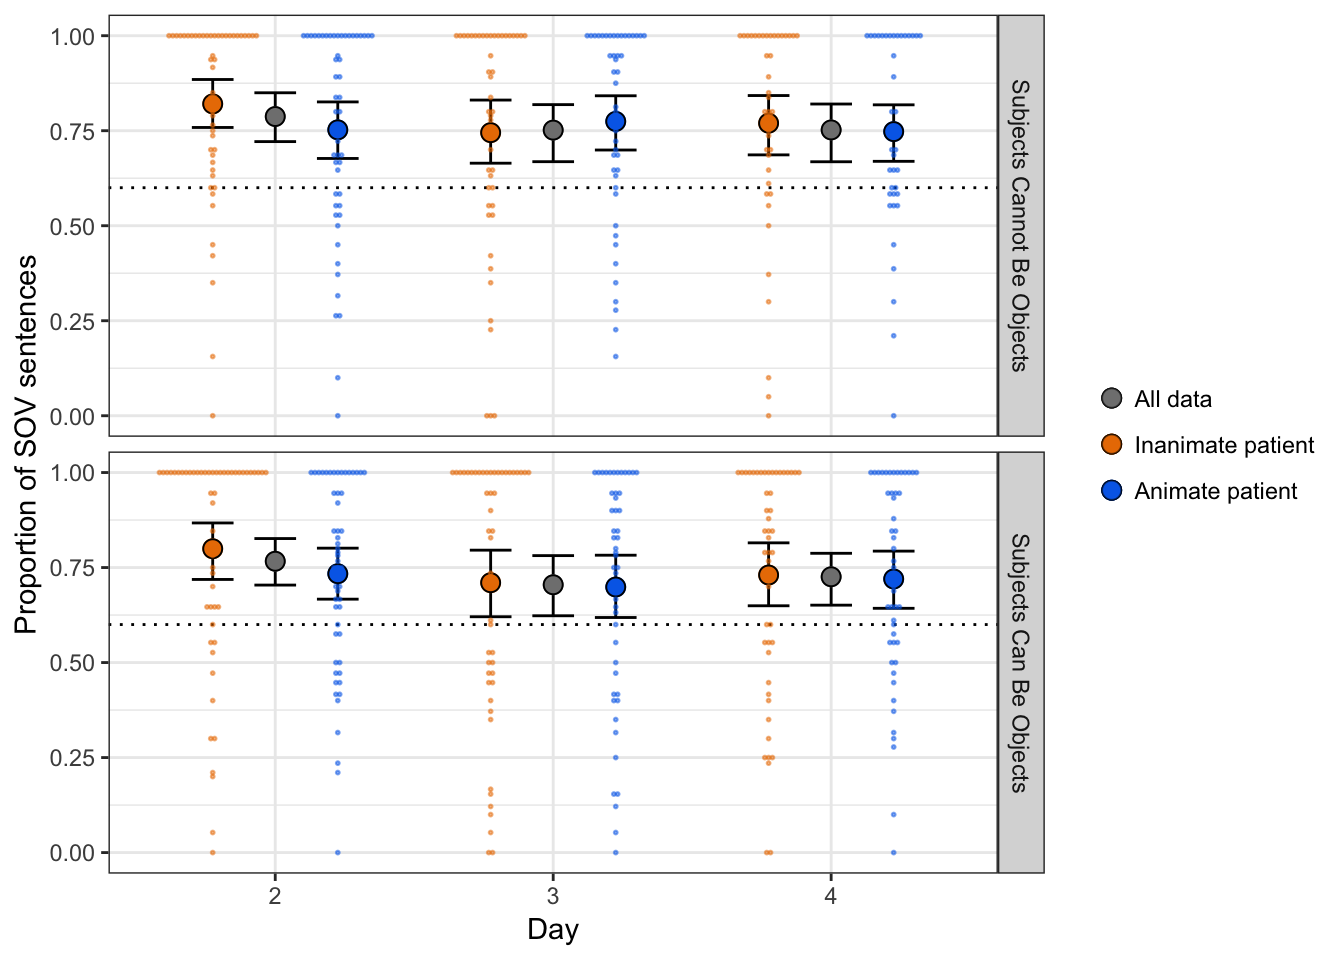 Proportion of SOV sentences
1.00
0.75
0.50
0.25
0.00
Subjects Cannot Be Objects
1.00
0.75
0.50
0.25
0.00
Subjects Can Be Objects
2
3
4
Day
All data
Inanimate patient
Animate patient